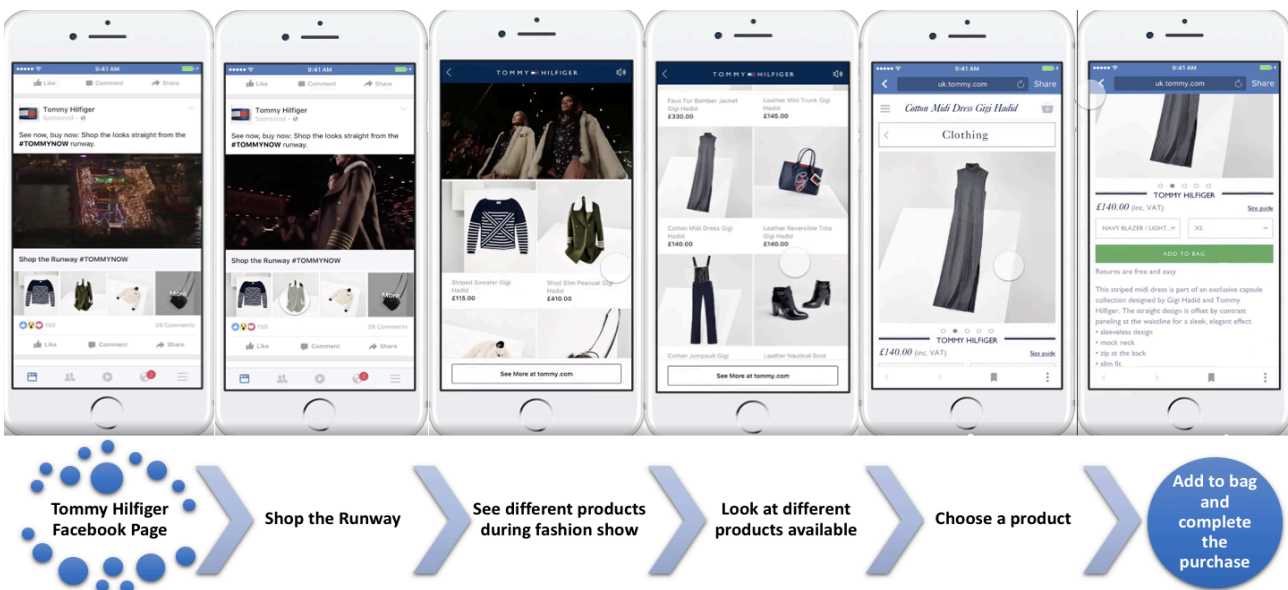 9:41 AM
Like Comment Share
Tommy Hilfiger
Sponsored ·
See now, buy now: Shop the looks straight from the
#TOMMYNOW runway.
Shop the Runway #TOMMYNOW
More
150 28 Comments
Like Comment Share
9:41 AM
Like Comment Share
Tommy Hilfiger
Sponsored ·
See now, buy now: Shop the looks straight from the
#TOMMYNOW runway.
Shop the Runway #TOMMYNOW
More
150 28 Comments
Like Comment Share
TOMMY HILFIGER
Striped Sweater Gigi
Hadid
£115.00
Wool Slim Peacoat Gigi
Hadid
£410.00
See More at tommy.com
TOMMY HILFIGER
Faux Fur Bomber Jacket
Gigi Hadid
£330.00
Leather Mini Trunk Gigi
Hadid
£145.00
Cotton Midi Dress Gigi
Hadid
£140.00
Leather Reversible Tote
Gigi Hadid
£140.00
Cotton Jumpsuit Gigi
Leather Nautical Boot
See More at tommy.com
9:41 AM
uk.tommy.com Share
Cotton Midi Dress Gigi Hadid
Clothing
TOMMY HILFIGER
£140.00 (inc. VAT) Size guide
9:41 AM
uk.tommy.com Share
TOMMY HILFIGER
£140.00 (inc. VAT) Size guide
NAVY BLAZER / LIGHT... XS
ADD TO BAG
Returns are free and easy
This striped midi dress is part of an exclusive capsule
collection designed by Gigi Hadid and Tommy
Hilfiger. The straight design is offset by contrast
paneling at the waistline for a sleek, elegant effect.
• sleeveless design
• mock neck
• zip at the back
• slim fit
Tommy Hilfiger
Facebook Page
Shop the Runway
See different products
during fashion show
Look at different
products available
Choose a product
Add to bag
and
complete
the
purchase